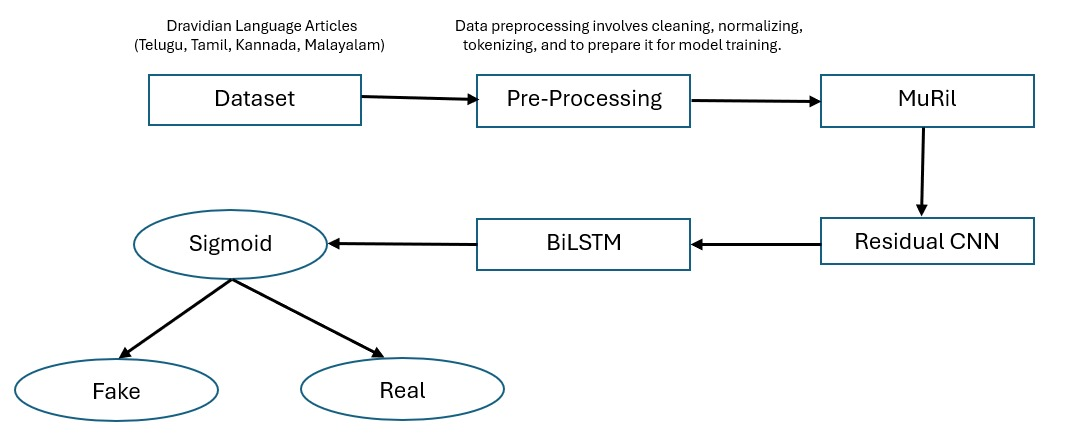 Dravidian Language Articles
(Telugu, Tamil, Kannada, Malayalam)
Data preprocessing involves cleaning, normalizing,
tokenizing, and to prepare it for model training.
Dataset
Pre-Processing
MuRil
Sigmoid
BiLSTM
Residual CNN
Fake
Real